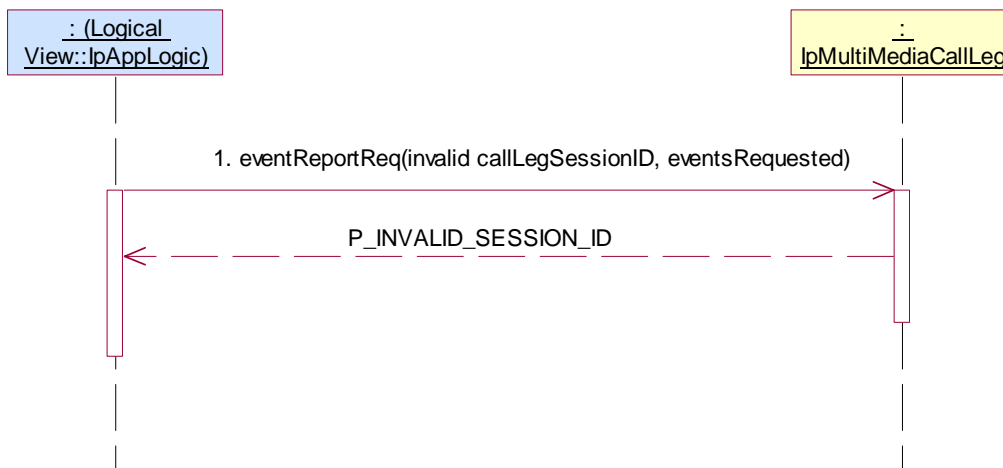 : (Logical
View::IpAppLogic)
:
IpMultiMediaCallLeg
1. eventReportReq(invalid callLegSessionID, eventsRequested)
P_INVALID_SESSION_ID